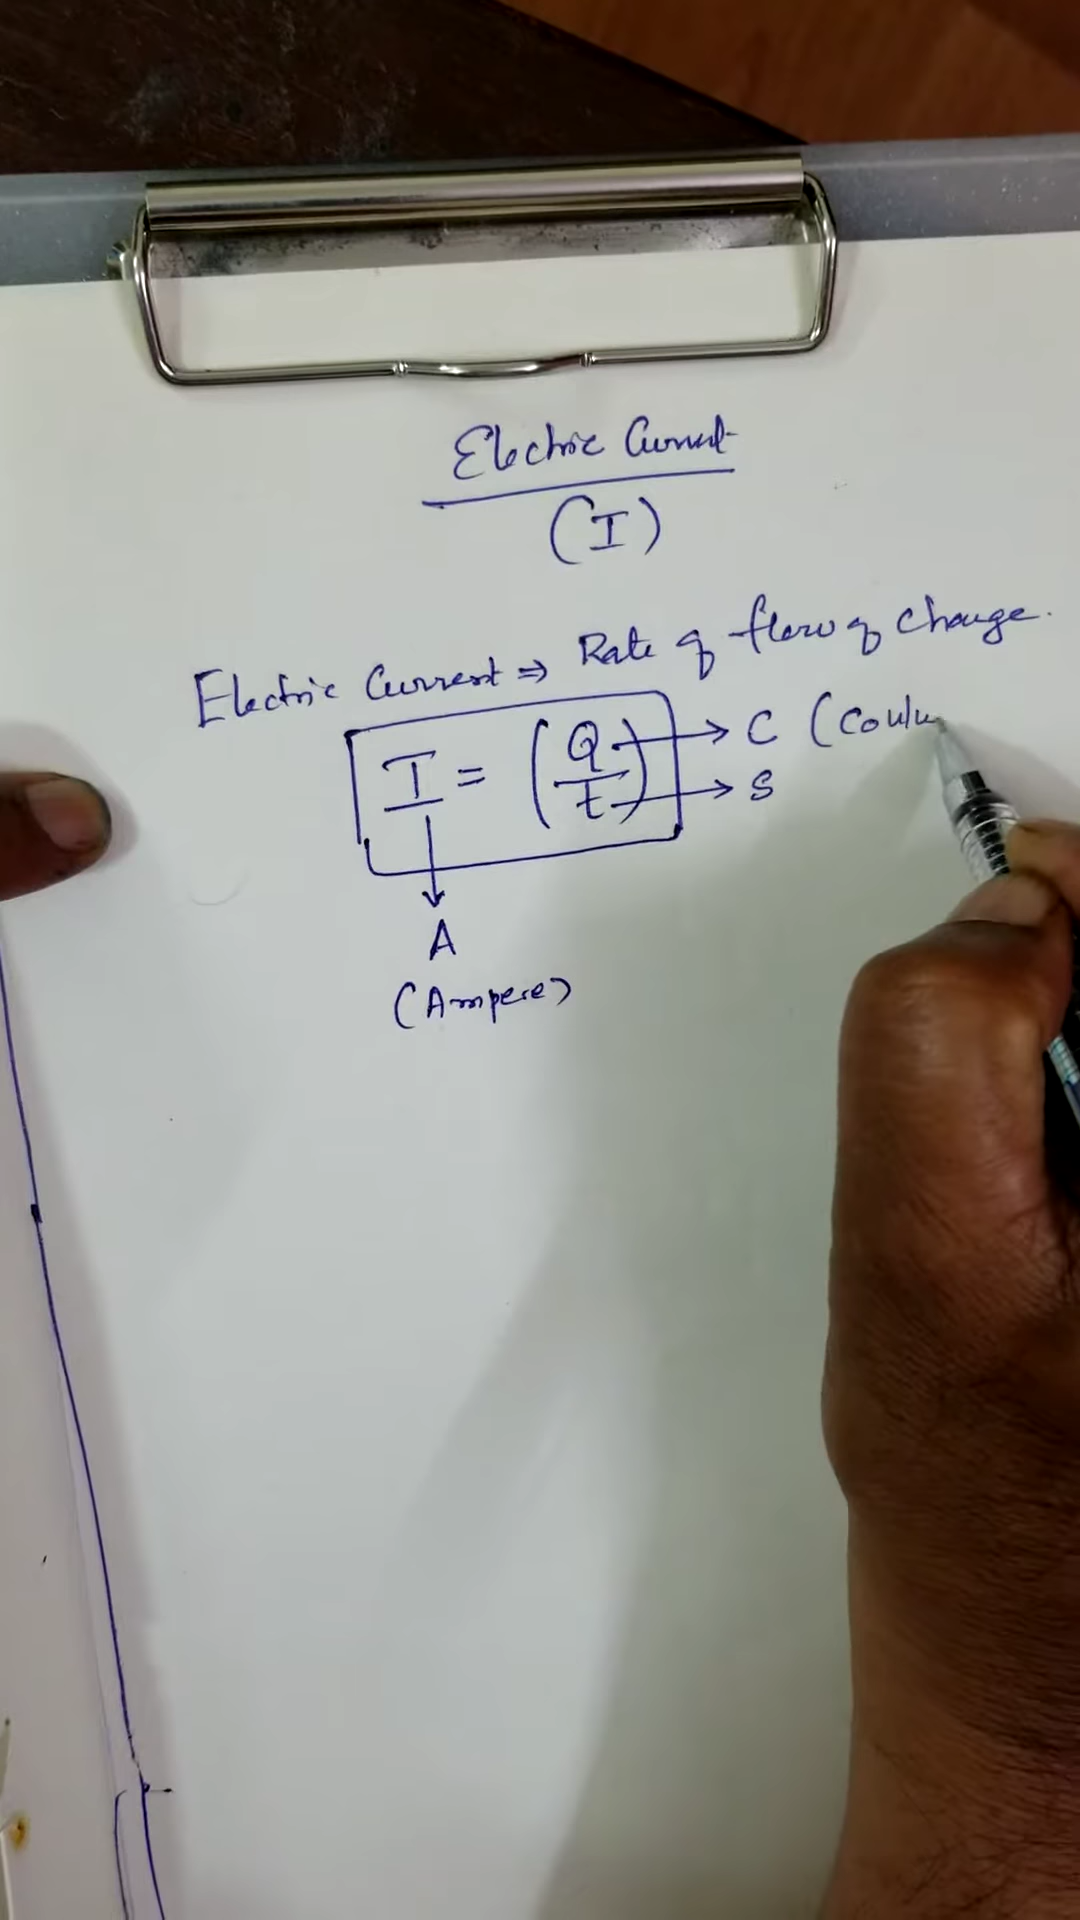 Electric Current
(I)
Electric Current ⇒ Rate of flow of Charge.
I = (Q/t) → C (Coulu
→ S
↓
A
(Ampere)